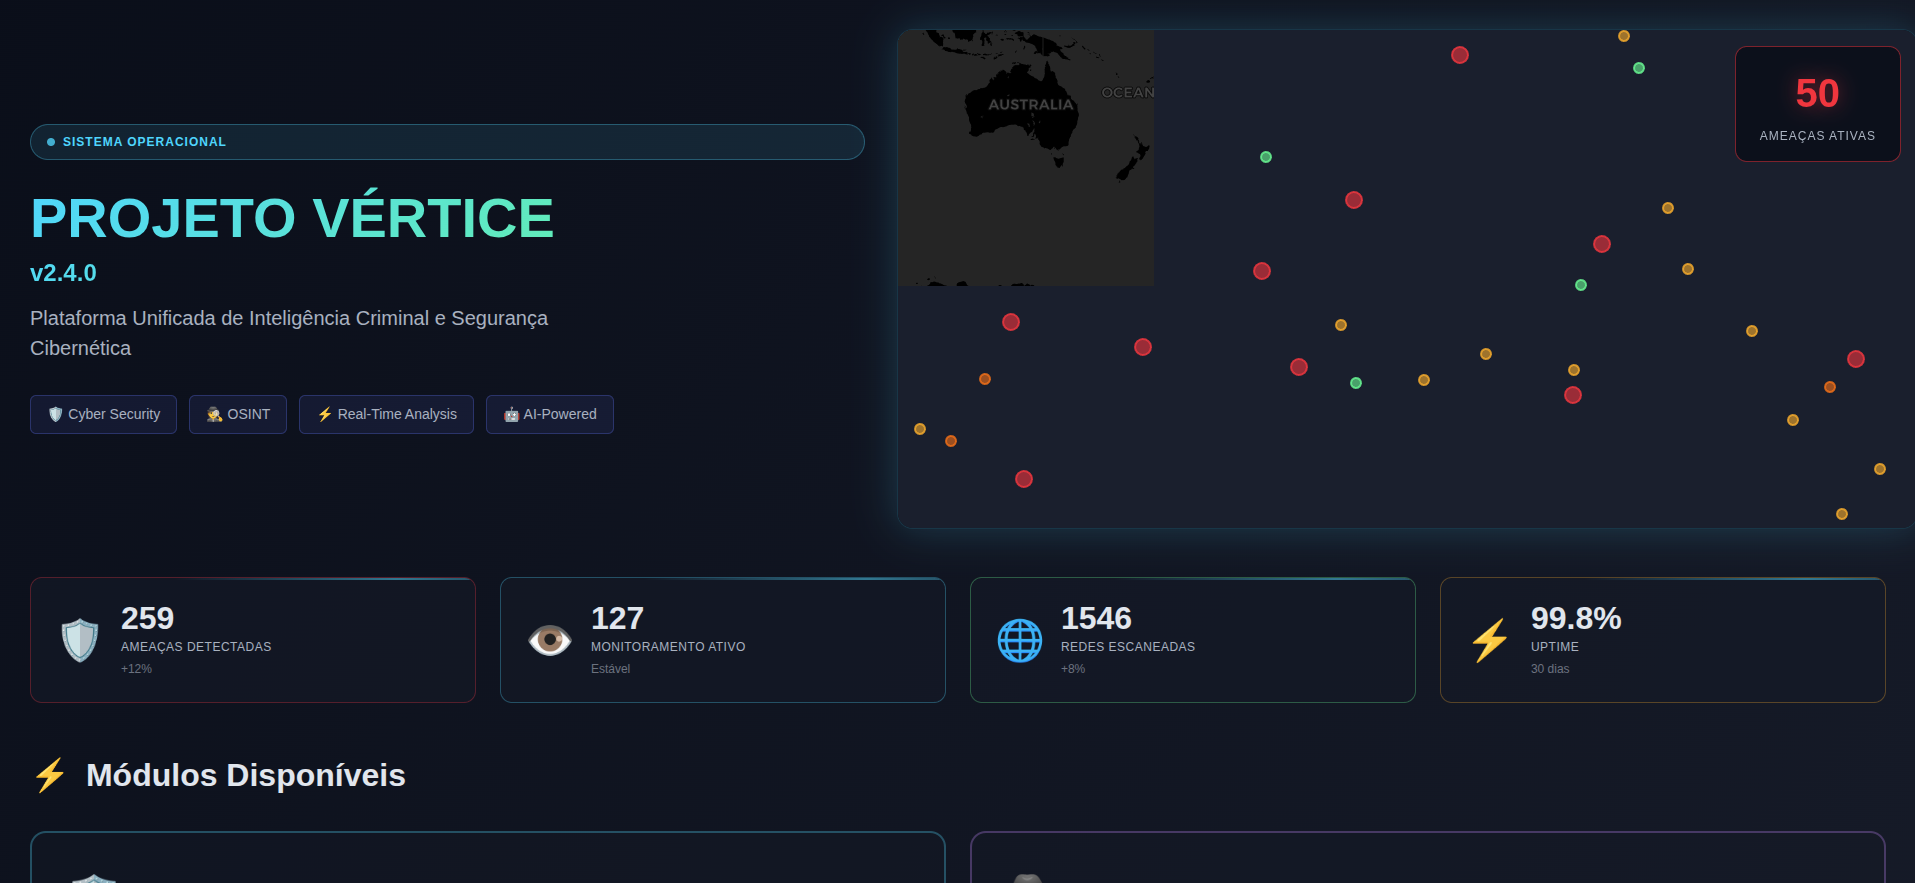 SISTEMA OPERACIONAL
PROJETO VÉRTICE
v2.4.0
Plataforma Unificada de Inteligência Criminal e Segurança
Cibernética
Cyber Security
OSINT
Real-Time Analysis
AI-Powered
AUSTRALIA
OCEAN
50
AMEAÇAS ATIVAS
259
AMEAÇAS DETECTADAS
+12%
127
MONITORAMENTO ATIVO
Estável
1546
REDES ESCANEADAS
+8%
99.8%
UPTIME
30 dias
Módulos Disponíveis